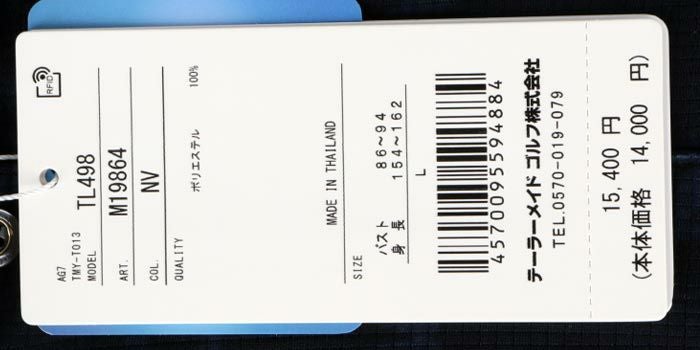 RFID
AG7
TMY-T013
MODEL TL498
ART. M19864
COL. NV
QUALITY
ポリエステル 100%
MADE IN THAILAND
SIZE
バスト 86~94
身長 154~162
L
4570095594884
テーラーメイド ゴルフ株式会社
TEL.0570-019-079
15,400 円
(本体価格 14,000 円)